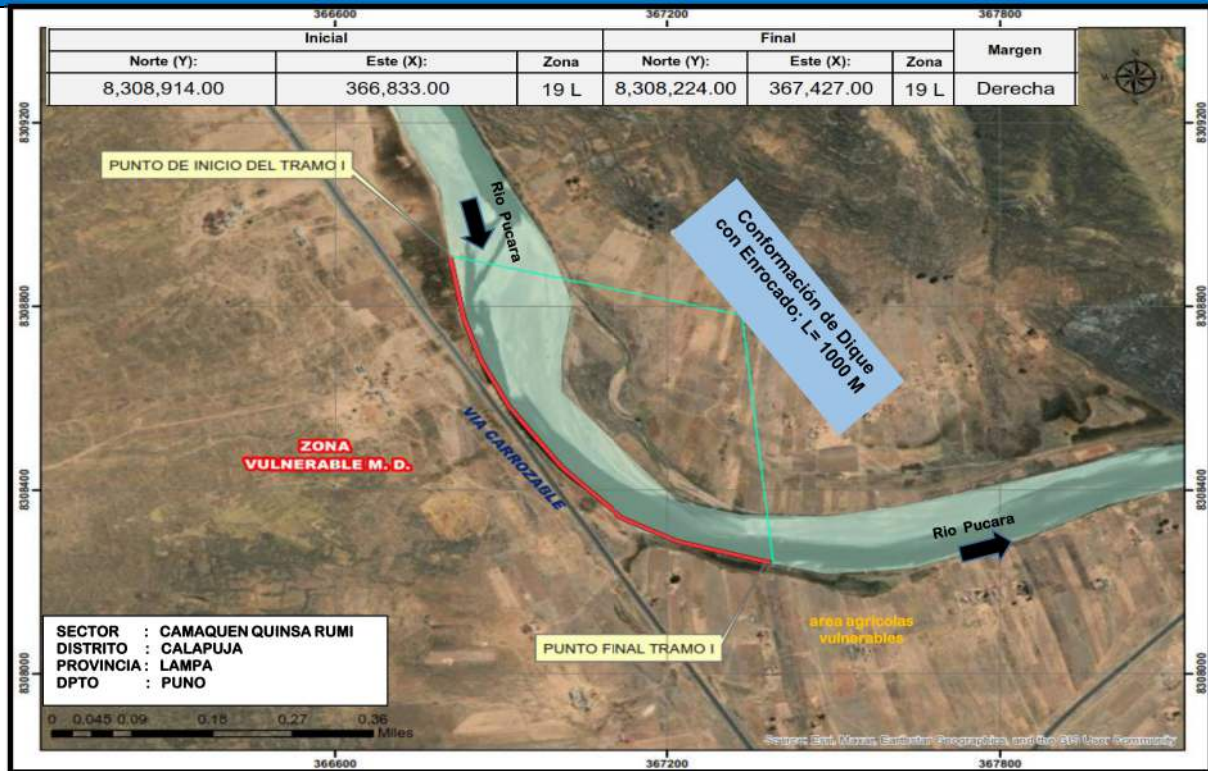 366600 367200 367800
Inicial Final Margen
Norte (Y): Este (X): Zona Norte (Y): Este (X): Zona
8,308,914.00 366,833.00 19 L 8,308,224.00 367,427.00 19 L Derecha
8309200 8309200
PUNTO DE INICIO DEL TRAMO I
Rio Pucara
Conformación de Dique
con Enrocado; L= 1000 M
8308800 8308800
VIA CARROZABLE
ZONA
VULNERABLE M. D.
8308400 8308400
Rio Pucara
area agricolas
vulnerables
PUNTO FINAL TRAMO I
SECTOR : CAMAQUEN QUINSA RUMI
DISTRITO : CALAPUJA
PROVINCIA : LAMPA
DPTO : PUNO
8308000 8308000
0 0.045 0.09 0.18 0.27 0.36
Miles
Source: Esri, Maxar, Earthstar Geographics, and the GIS User Community
366600 367200 367800